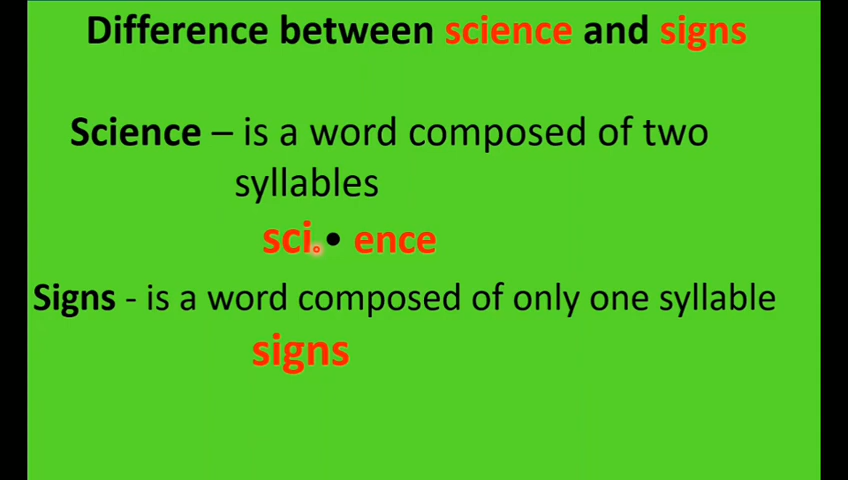 Difference between science and signs
Science – is a word composed of two
syllables
sci • ence
Signs - is a word composed of only one syllable
signs